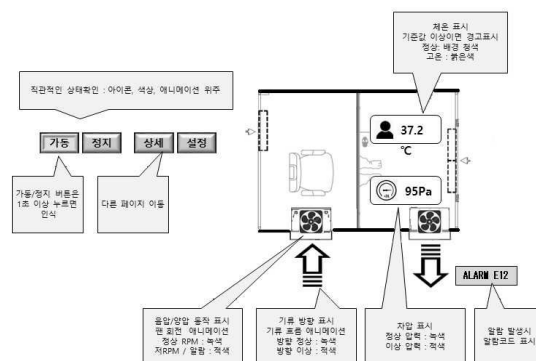 체온 표시
기준값 이상이면 경고표시
정상: 배경 청색
고온 : 붉은색
직관적인 상태확인 : 아이콘, 색상, 애니메이션 위주
가동
정지
상세
설정
37.2
℃
가동/정지 버튼은
1초 이상 누르면
인식
다른 페이지 이동
95Pa
ALARM E12
음압/양압 동작 표시
팬 회전 애니메이션
정상 RPM : 녹색
저RPM / 알람 : 적색
기류 방향 표시
기류 흐름 애니메이션
방향 정상 : 녹색
방향 이상 : 적색
차압 표시
정상 압력 : 녹색
이상 압력 : 적색
알람 발생시
알람코드 표시